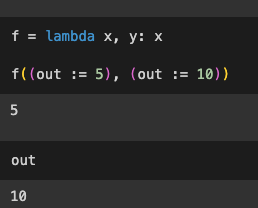 f = lambda x, y: x
f((out := 5), (out := 10))
5
out
10